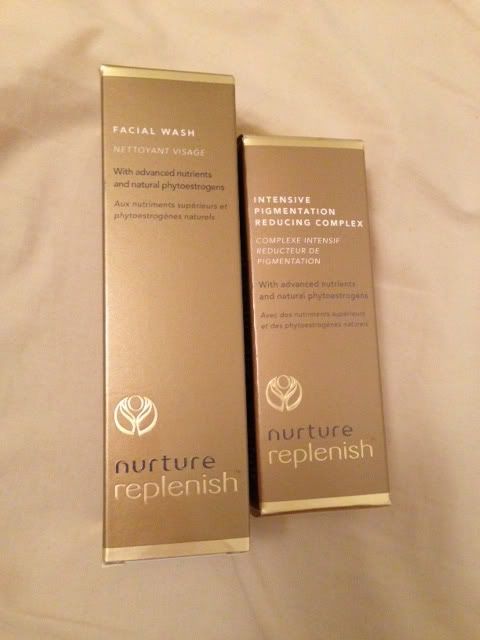 FACIAL WASH
NETTOYANT VISAGE
With advanced nutrients
and natural phytoestrogens
Aux nutriments supérieurs et
phytoestrogènes naturels
nurture
replenish™
INTENSIVE
PIGMENTATION
REDUCING COMPLEX
COMPLEXE INTENSIF
REDUCTEUR DE
PIGMENTATION
With advanced nutrients
and natural phytoestrogens
Avec des nutriments supérieurs
et des phytoestrogènes naturels
nurture
replenish™